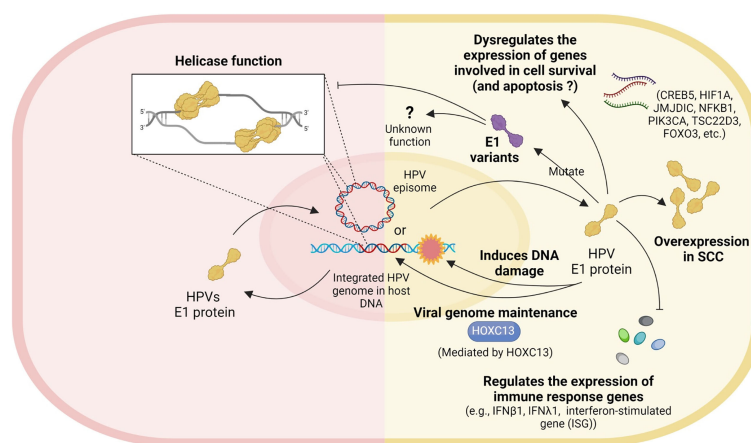 Helicase function
5'
3'
3'
5'
Dysregulates the
expression of genes
involved in cell survival
(and apoptosis ?)
(CREB5, HIF1A,
JMJDIC, NFKB1,
PIK3CA, TSC22D3,
FOXO3, etc.)
?
Unknown
function
E1
variants
Mutate
HPV
episome
or
Integrated HPV
genome in host
DNA
HPVs
E1 protein
Induces DNA
damage
HPV
E1 protein
Overexpression
in SCC
Viral genome maintenance
HOXC13
(Mediated by HOXC13)
Regulates the expression of
immune response genes
(e.g., IFNβ1, IFNλ1, interferon-stimulated
gene (ISG))